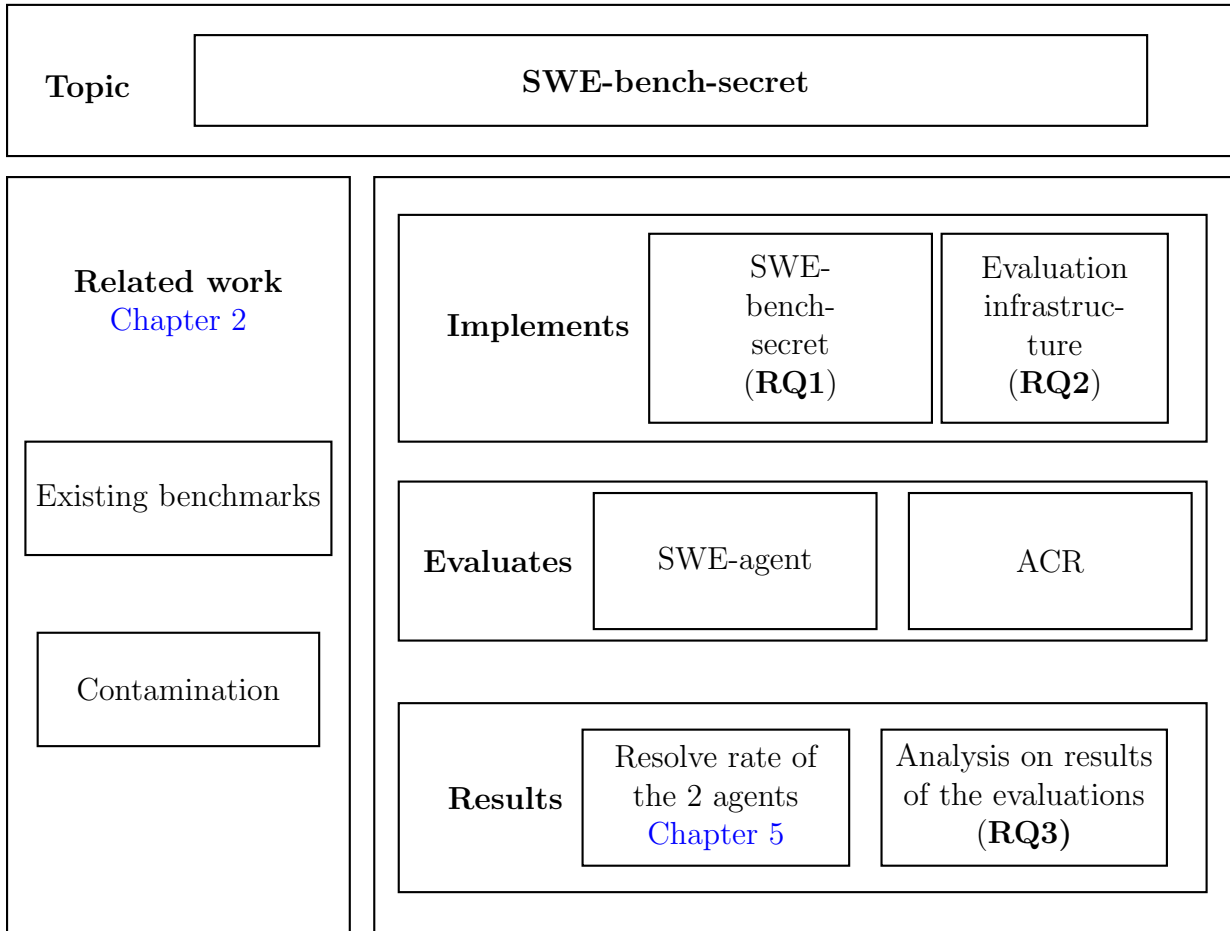 Topic
SWE-bench-secret
Related work
Chapter 2
Existing benchmarks
Contamination
Implements
SWE-
bench-
secret
(RQ1)
Evaluation
infrastruc-
ture
(RQ2)
Evaluates
SWE-agent
ACR
Results
Resolve rate of
the 2 agents
Chapter 5
Analysis on results
of the evaluations
(RQ3)